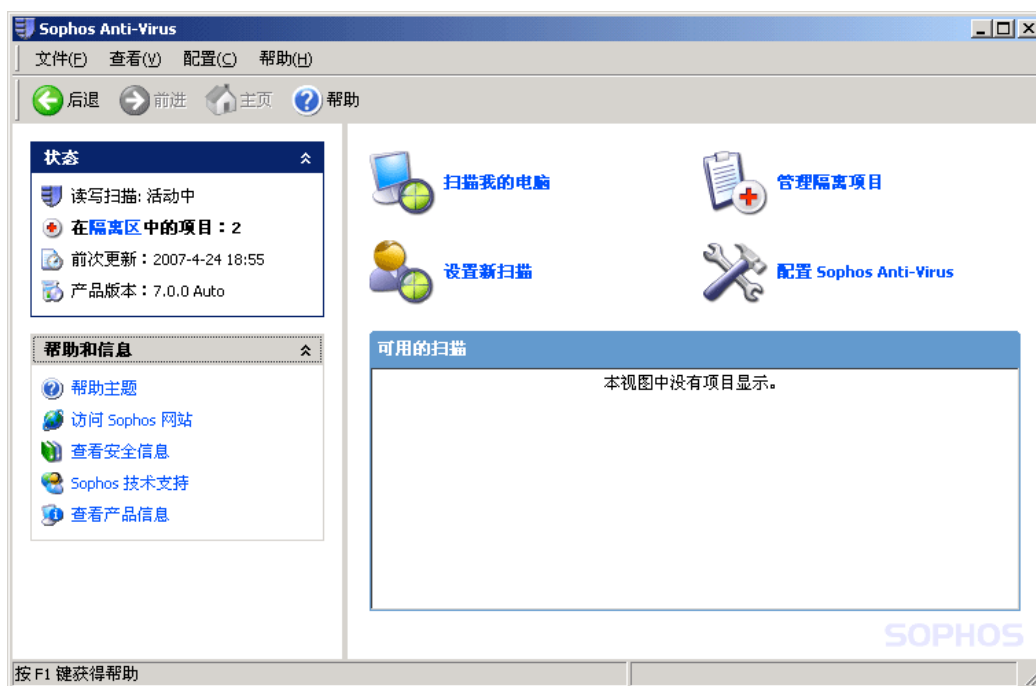 Sophos Anti-Virus
文件(F) 查看(V) 配置(C) 帮助(H)
后退 前进 主页 帮助
状态
读写扫描: 活动中
在隔离区中的项目：2
前次更新：2007-4-24 18:55
产品版本：7.0.0 Auto
帮助和信息
帮助主题
访问 Sophos 网站
查看安全信息
Sophos 技术支持
查看产品信息
扫描我的电脑
管理隔离项目
设置新扫描
配置 Sophos Anti-Virus
可用的扫描
本视图中没有项目显示。
SOPHOS
按 F1 键获得帮助